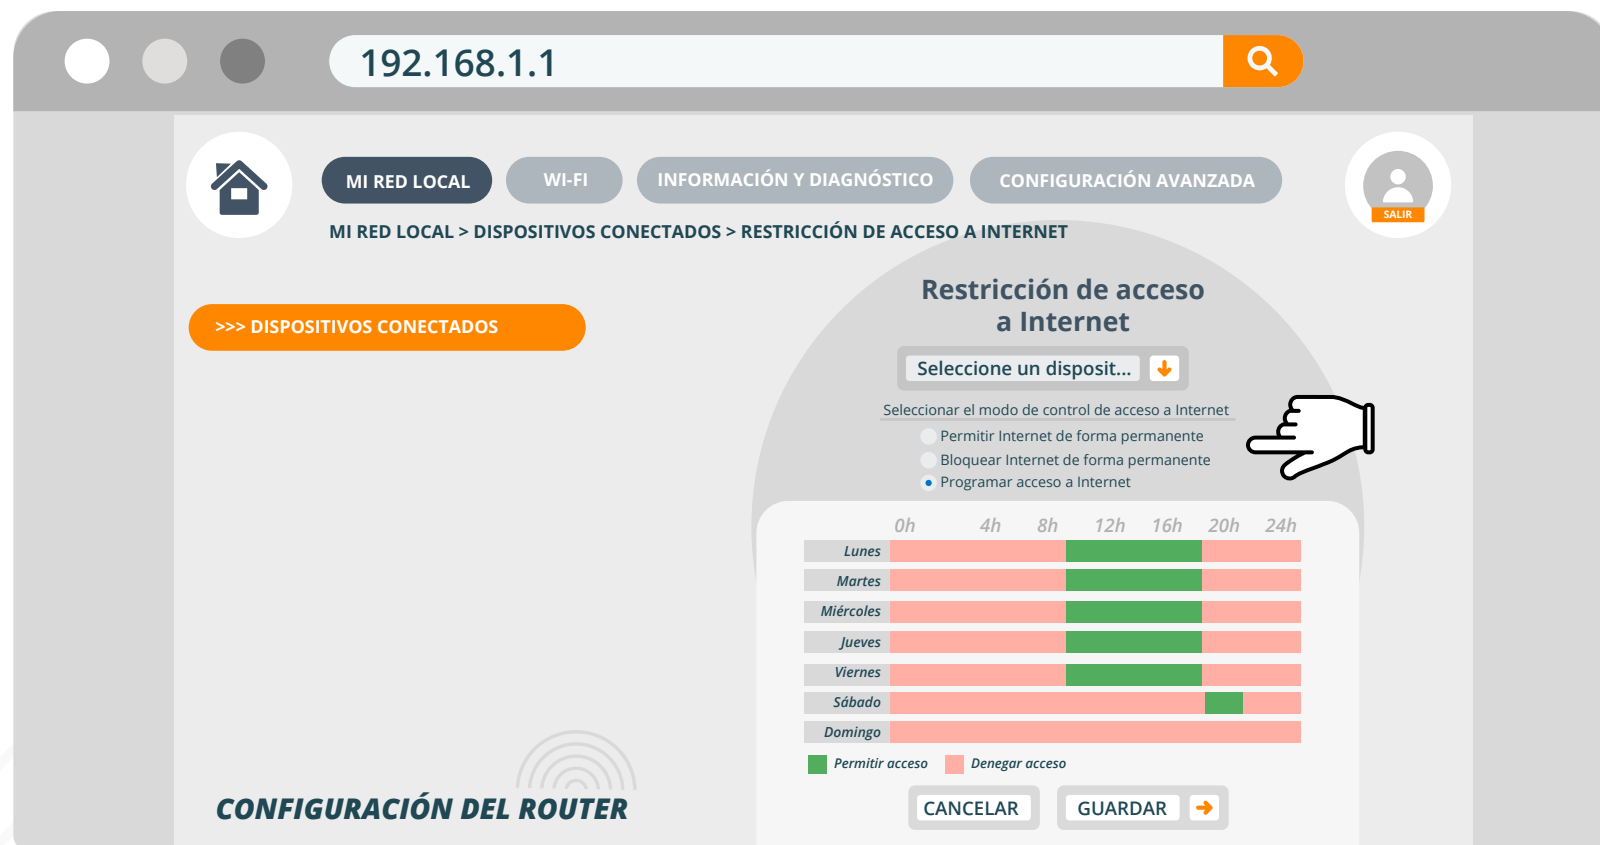 192.168.1.1
MI RED LOCAL
WI-FI
INFORMACIÓN Y DIAGNÓSTICO
CONFIGURACIÓN AVANZADA
SALIR
MI RED LOCAL > DISPOSITIVOS CONECTADOS > RESTRICCIÓN DE ACCESO A INTERNET
>>> DISPOSITIVOS CONECTADOS
Restricción de acceso
a Internet
Seleccione un disposit...
Seleccionar el modo de control de acceso a Internet
Permitir Internet de forma permanente
Bloquear Internet de forma permanente
Programar acceso a Internet
0h 4h 8h 12h 16h 20h 24h
Lunes
Martes
Miércoles
Jueves
Viernes
Sábado
Domingo
Permitir acceso Denegar acceso
CANCELAR GUARDAR
CONFIGURACIÓN DEL ROUTER